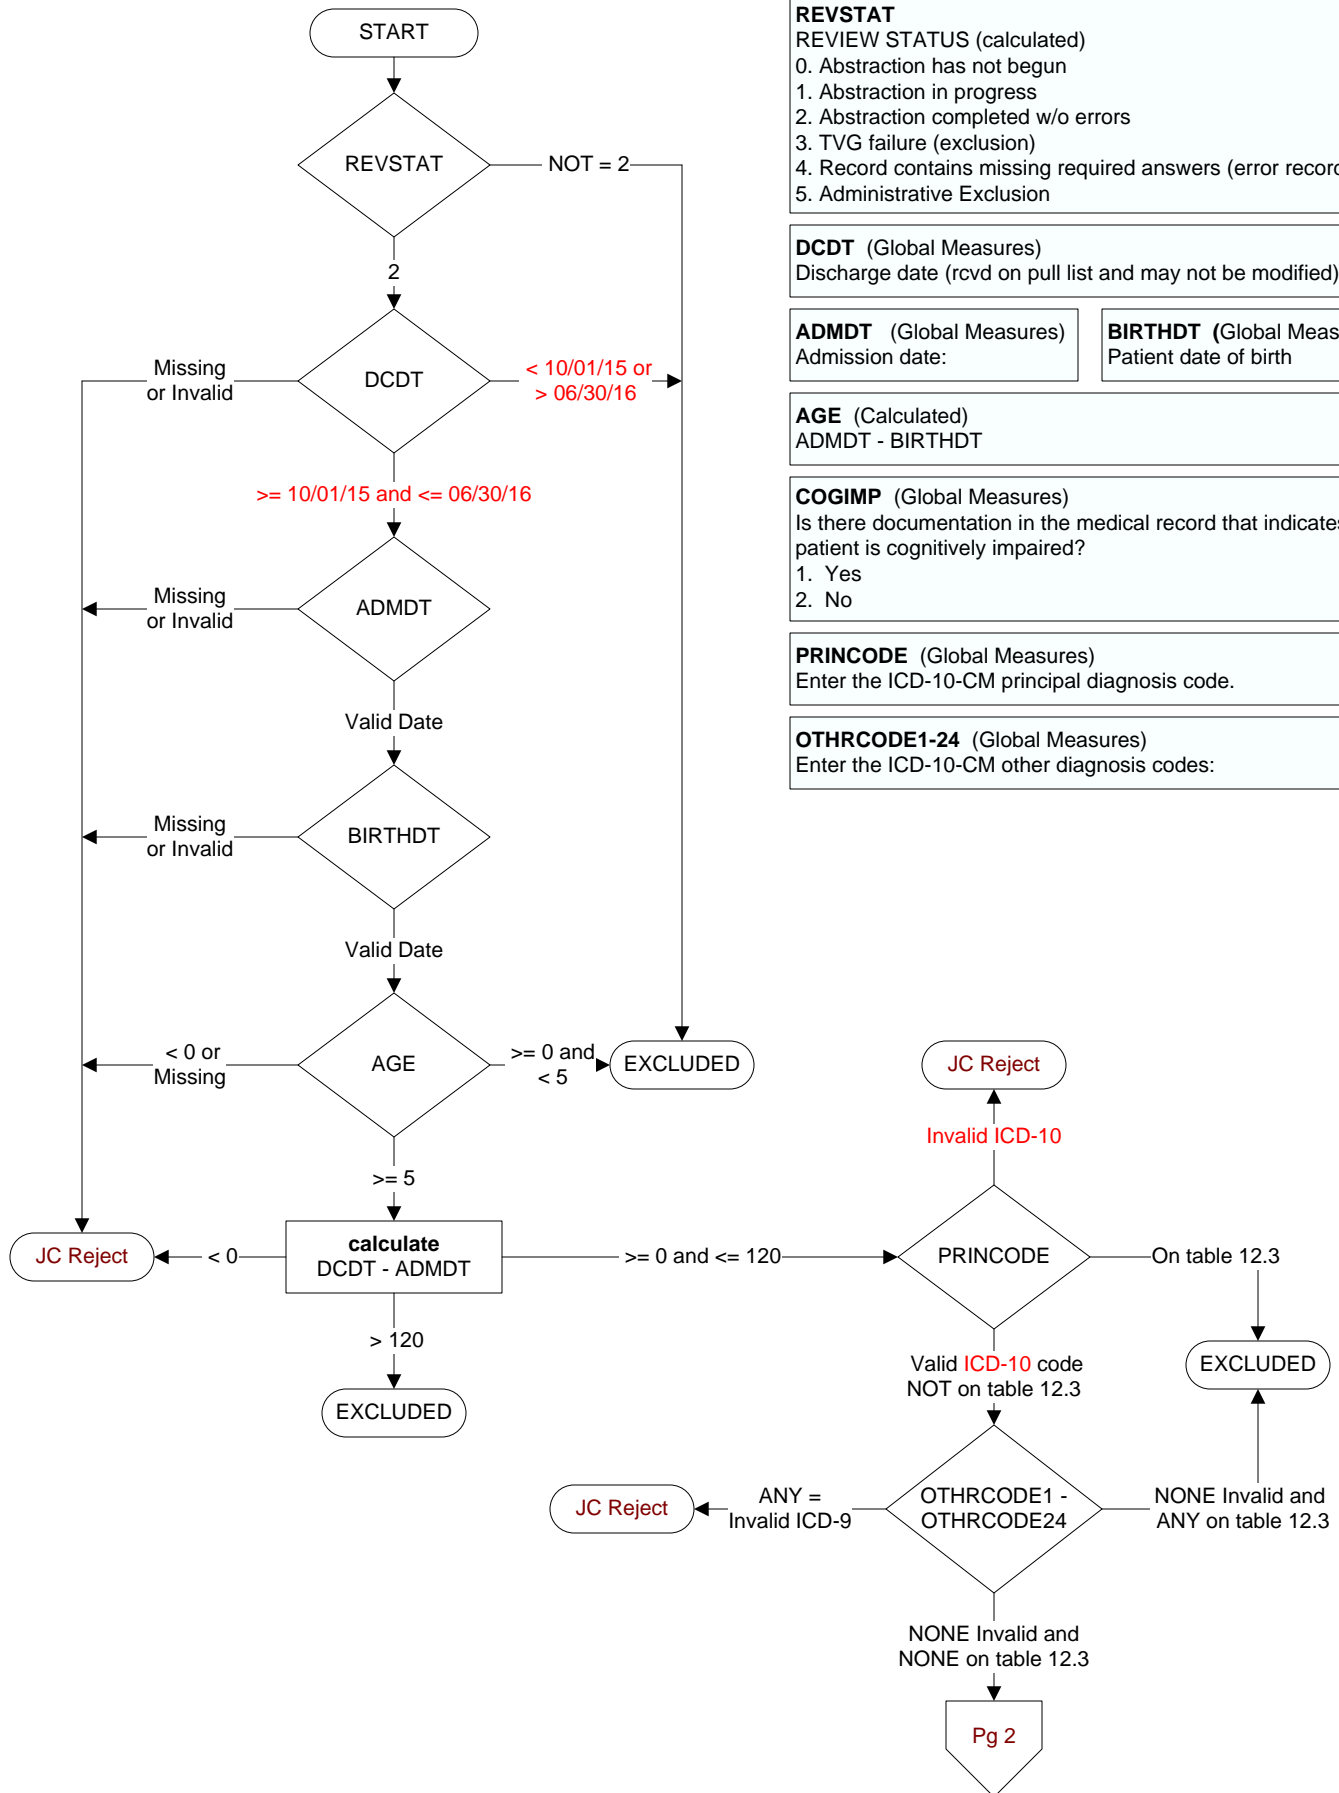 START
REVSTAT
NOT = 2
2
DCDT
Missing
or Invalid
< 10/01/15 or
> 06/30/16
>= 10/01/15 and <= 06/30/16
ADMDT
Missing
or Invalid
Valid Date
BIRTHDT
Missing
or Invalid
Valid Date
AGE
< 0 or
Missing
>= 0 and
< 5
EXCLUDED
>= 5
calculate
DCDT - ADMDT
< 0
JC Reject
> 120
EXCLUDED
>= 0 and <= 120
PRINCODE
Invalid ICD-10
JC Reject
On table 12.3
EXCLUDED
Valid ICD-10 code
NOT on table 12.3
OTHRCODE1 -
OTHRCODE24
ANY =
Invalid ICD-9
JC Reject
NONE Invalid and
ANY on table 12.3
NONE Invalid and
NONE on table 12.3
Pg 2
REVSTAT
REVIEW STATUS (calculated)
0. Abstraction has not begun
1. Abstraction in progress
2. Abstraction completed w/o errors
3. TVG failure (exclusion)
4. Record contains missing required answers (error record
5. Administrative Exclusion
DCDT (Global Measures)
Discharge date (rcvd on pull list and may not be modified)
ADMDT (Global Measures)
Admission date:
BIRTHDT (Global Meas
Patient date of birth
AGE (Calculated)
ADMDT - BIRTHDT
COGIMP (Global Measures)
Is there documentation in the medical record that indicates
patient is cognitively impaired?
1. Yes
2. No
PRINCODE (Global Measures)
Enter the ICD-10-CM principal diagnosis code.
OTHRCODE1-24 (Global Measures)
Enter the ICD-10-CM other diagnosis codes: